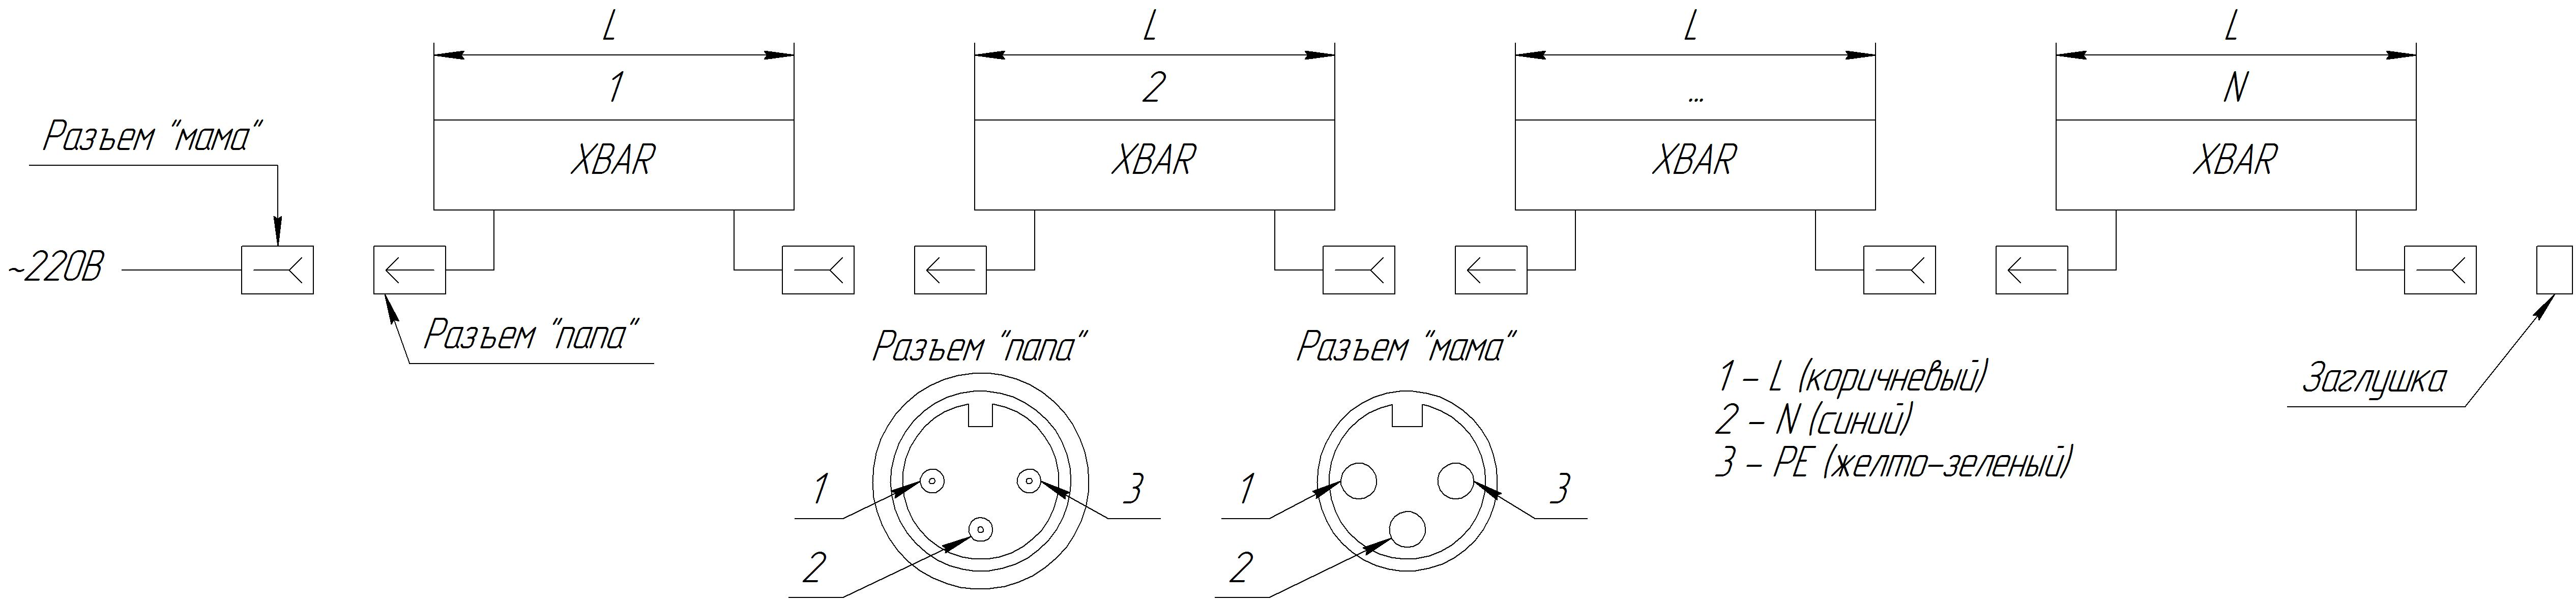 L L L L
1 2 ... N
Разъем "мама"
XBAR XBAR XBAR XBAR
~220В
Разъем "папа"
Разъем "папа"
Разъем "мама"
1 - L (коричневый)
2 - N (синий)
3 - PE (желто-зеленый)
Заглушка
1 3 1 3
2 2